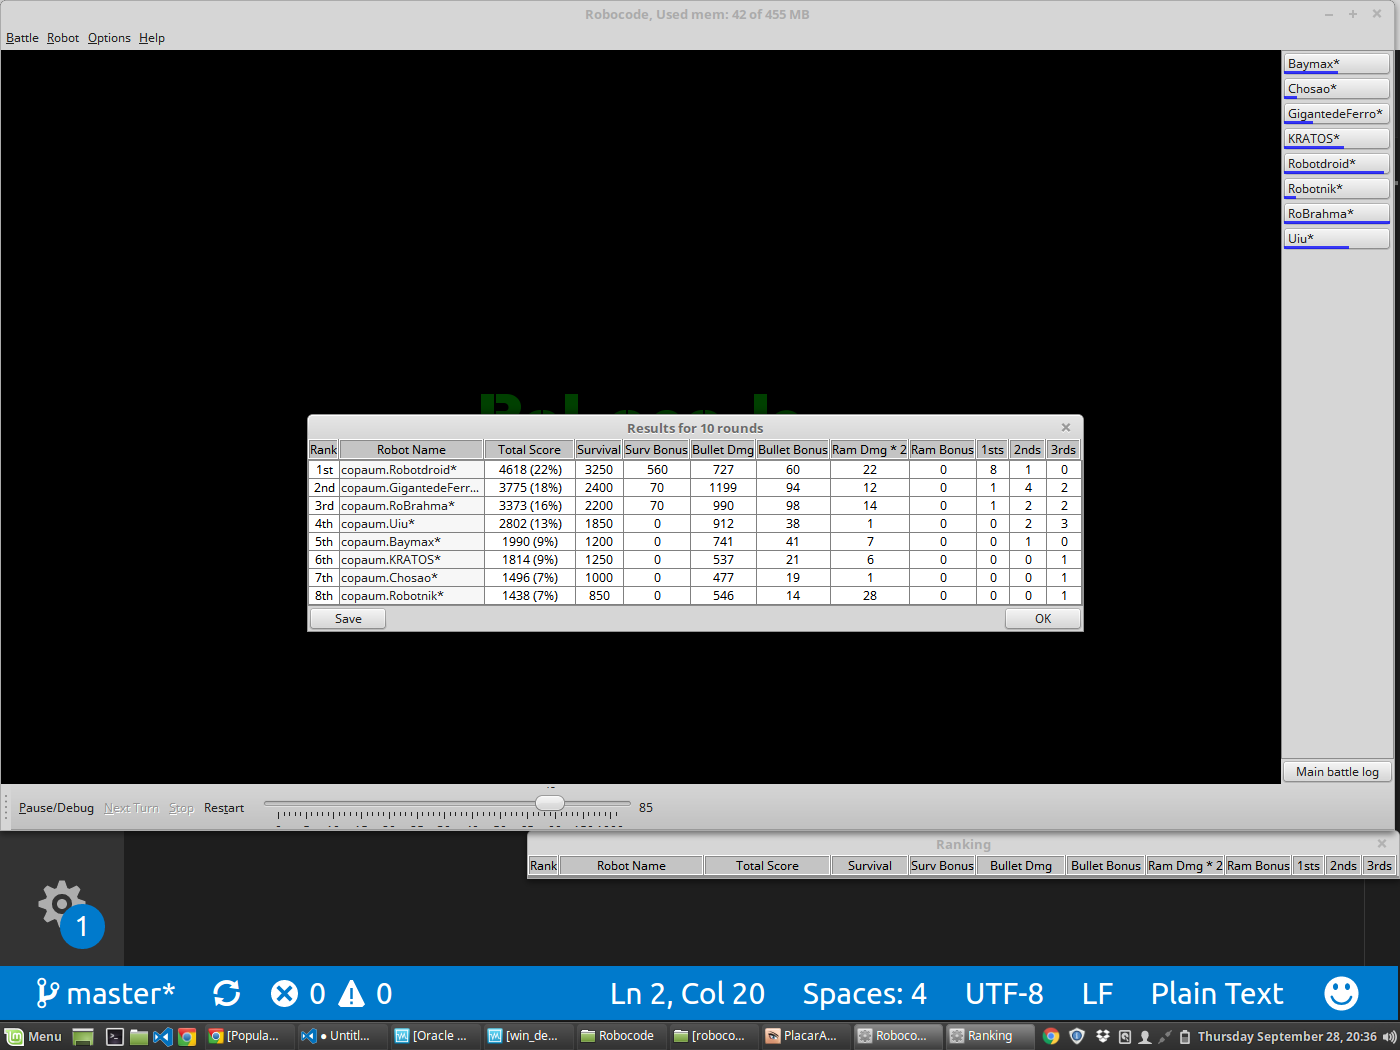 Robocode, Used mem: 42 of 455 MB
Battle Robot Options Help
Baymax*
Chosao*
GigantedeFerro*
KRATOS*
Robotdroid*
Robotnik*
RoBrahma*
Uiu*
Results for 10 rounds
Rank Robot Name Total Score Survival Surv Bonus Bullet Dmg Bullet Bonus Ram Dmg * 2 Ram Bonus 1sts 2nds 3rds
1st copaum.Robotdroid* 4618 (22%) 3250 560 727 60 22 0 8 1 0
2nd copaum.GigantedeFerr... 3775 (18%) 2400 70 1199 94 12 0 1 4 2
3rd copaum.RoBrahma* 3373 (16%) 2200 70 990 98 14 0 1 2 2
4th copaum.Uiu* 2802 (13%) 1850 0 912 38 1 0 0 2 3
5th copaum.Baymax* 1990 (9%) 1200 0 741 41 7 0 0 1 0
6th copaum.KRATOS* 1814 (9%) 1250 0 537 21 6 0 0 0 1
7th copaum.Chosao* 1496 (7%) 1000 0 477 19 1 0 0 0 1
8th copaum.Robotnik* 1438 (7%) 850 0 546 14 28 0 0 0 1
Save OK
Main battle log
Pause/Debug Next Turn Stop Restart 85
Ranking
Rank Robot Name Total Score Survival Surv Bonus Bullet Dmg Bullet Bonus Ram Dmg * 2 Ram Bonus 1sts 2nds 3rds
1
master* 0 0 Ln 2, Col 20 Spaces: 4 UTF-8 LF Plain Text
Menu [Popula... ● Untitl... [Oracle ... [win_de... Robocode [roboco... PlacarA... Roboco... Ranking Thursday September 28, 20:36